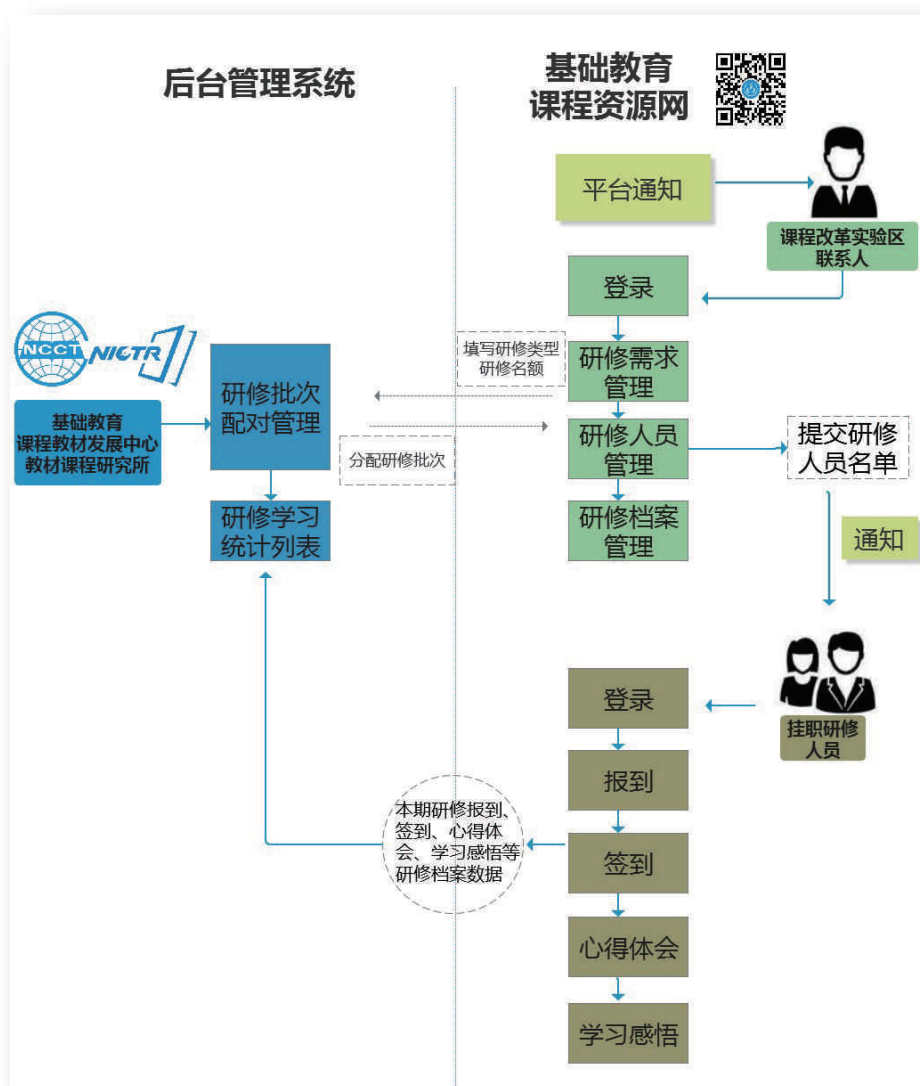 后台管理系统
基础教育
课程资源网
平台通知
课程改革实验区
联系人
登录
填写研修类型
研修名额
研修需求
管理
NCCT
NICTR
研修批次
配对管理
基础教育
课程教材发展中心
教材课程研究所
分配研修批次
研修人员
管理
提交研修
人员名单
研修学习
统计列表
研修档案
管理
通知
登录
挂职研修
人员
报到
本期研修报到、
签到、心得体
会、学习感悟等
研修档案数据
签到
心得体会
学习感悟